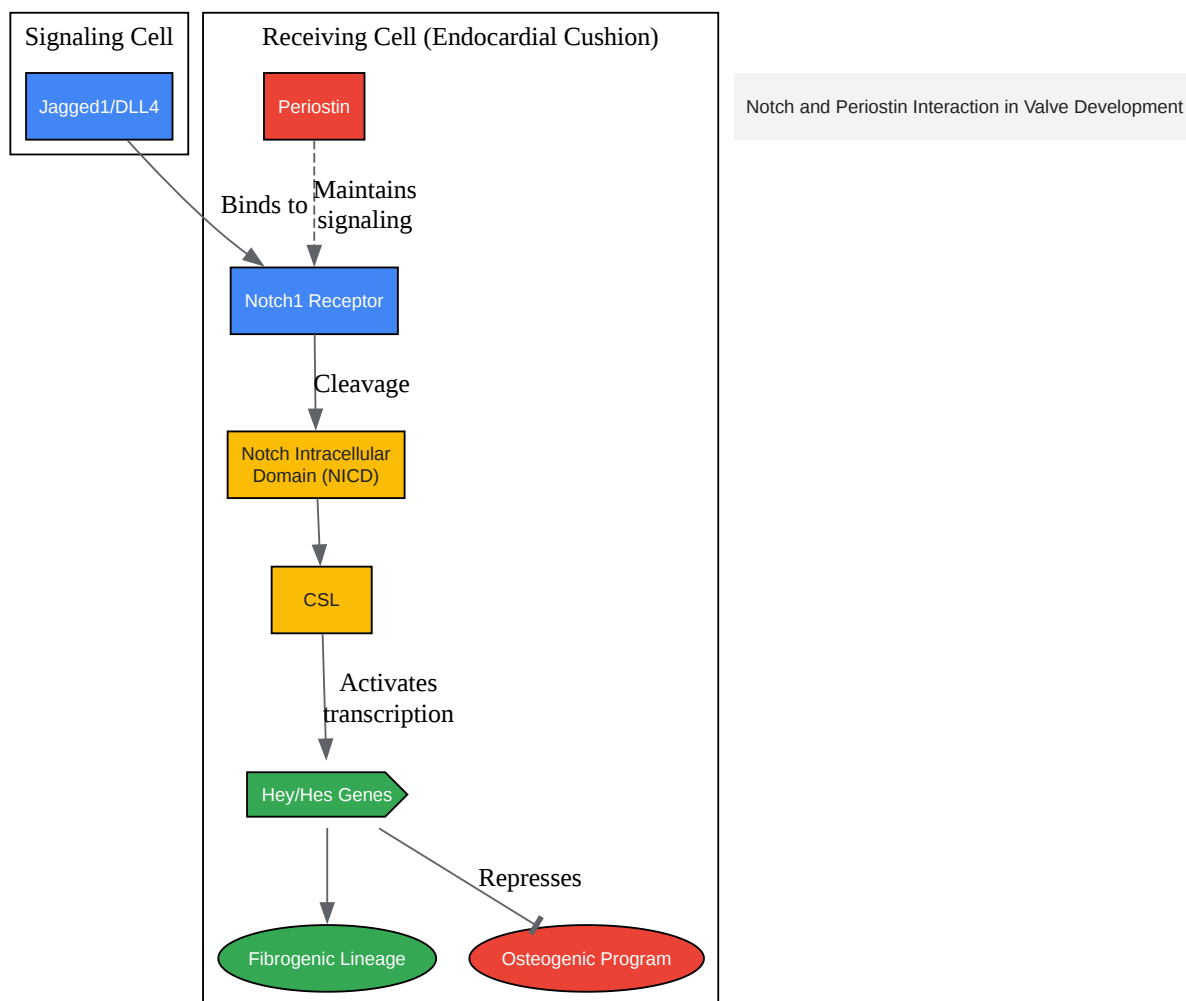 Signaling Cell
Receiving Cell (Endocardial Cushion)
Jagged1/DLL4
Periostin
Notch and Periostin Interaction in Valve Development
Binds to
Maintains
signaling
Notch1 Receptor
Cleavage
Notch Intracellular
Domain (NICD)
CSL
Activates
transcription
Hey/Hes Genes
Represses
Fibrogenic Lineage
Osteogenic Program